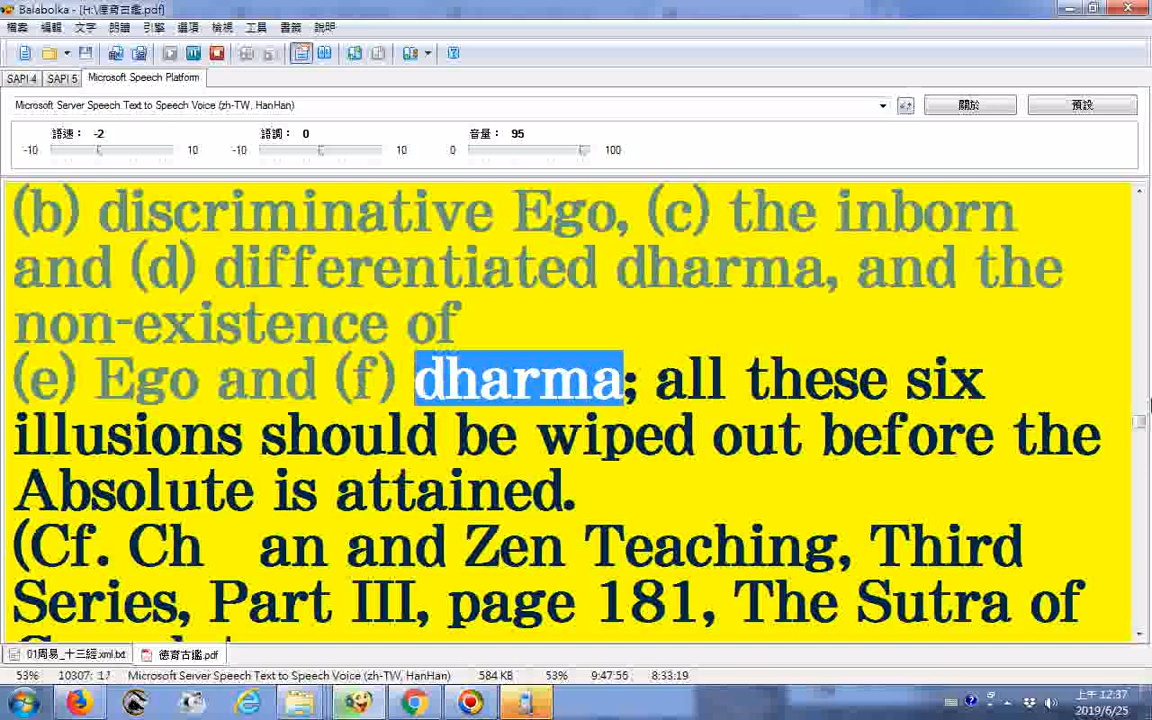 Balabolka - [H:\德育古鑑.pdf]
檔案 編輯 文字 朗讀 引擎 選項 檢視 工具 書籤 說明
SAPI 4 SAPI 5 Microsoft Speech Platform
Microsoft Server Speech Text to Speech Voice (zh-TW, HanHan) 關於 預設
語速： -2 語調： 0 音量： 95
-10 10 -10 10 0 100
(b) discriminative Ego, (c) the inborn
and (d) differentiated dharma, and the
non-existence of
(e) Ego and (f) dharma; all these six
illusions should be wiped out before the
Absolute is attained.
(Cf. Ch an and Zen Teaching, Third
Series, Part III, page 181, The Sutra of
01周易_十三經.xml.txt 德育古鑑.pdf
53% Microsoft Server Speech Text to Speech Voice (zh-TW, HanHan) 584 KB 53% 9:47:55 8:33:19
上午 12:37
2019/6/25